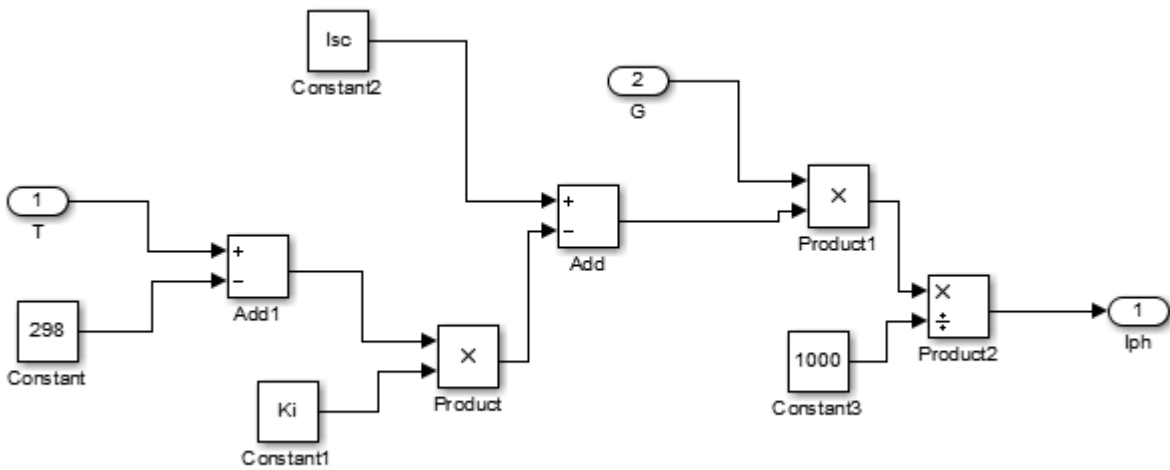 Isc
Constant2
2
G
1
T
+
−
Add1
298
Constant
+
−
Add
×
Product1
×
Product
Ki
Constant1
×
÷
Product2
1000
Constant3
1
Iph